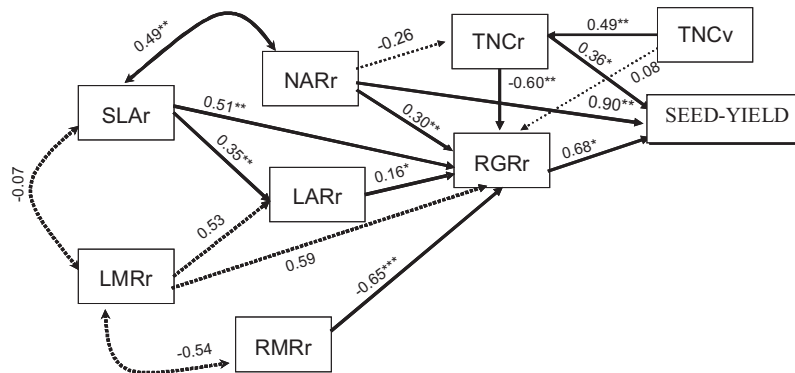 0.49**
-0.26
TNCr
0.49**
TNCv
NARr
0.36*
0.08
-0.60**
SLAr
0.51**
0.30**
0.90**
SEED-YIELD
0.35**
RGRr
0.68*
-0.07
LARr
0.16*
0.53
LMRr
0.59
-0.65***
-0.54
RMRr